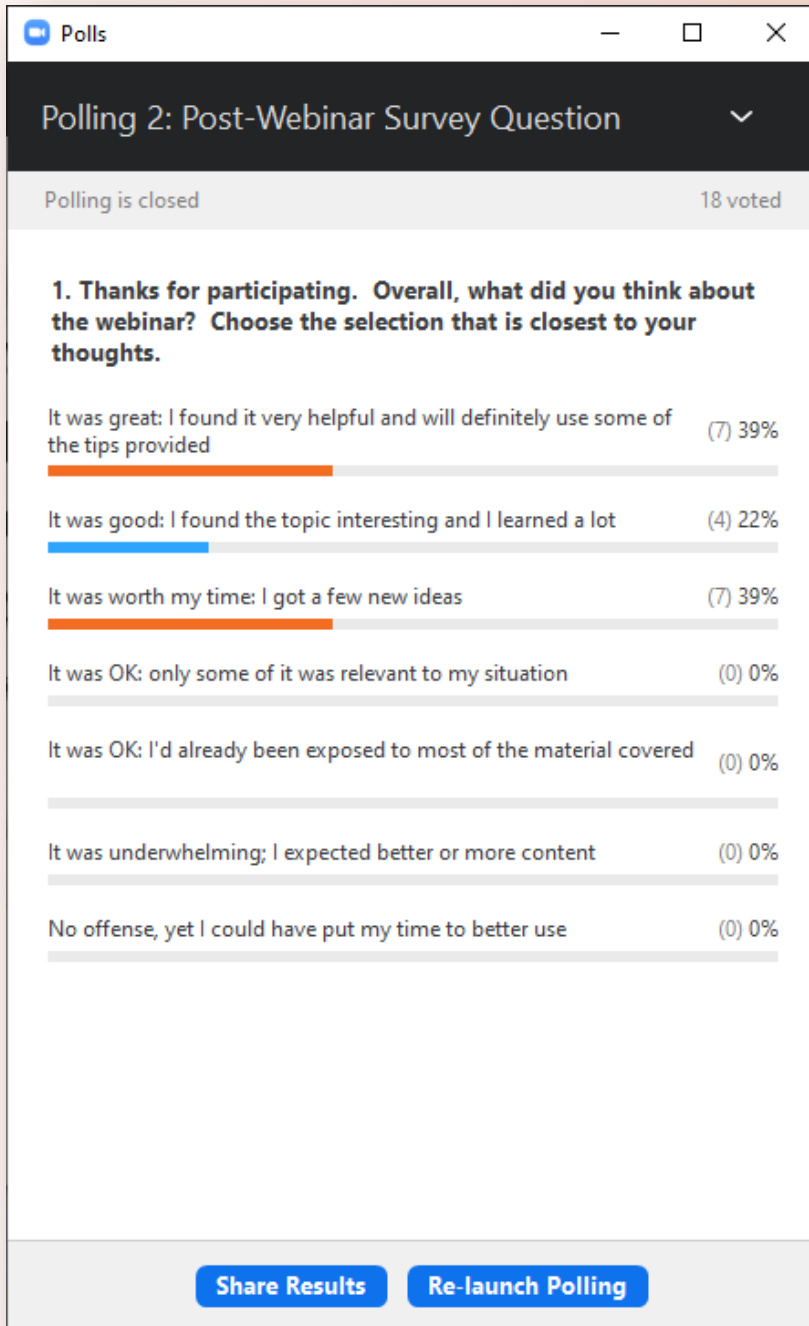 Polls
Polling 2: Post-Webinar Survey Question
Polling is closed
18 voted
1. Thanks for participating.  Overall, what did you think about
the webinar?  Choose the selection that is closest to your
thoughts.
It was great: I found it very helpful and will definitely use some of
the tips provided
(7) 39%
It was good: I found the topic interesting and I learned a lot
(4) 22%
It was worth my time: I got a few new ideas
(7) 39%
It was OK: only some of it was relevant to my situation
(0) 0%
It was OK: I'd already been exposed to most of the material covered
(0) 0%
It was underwhelming; I expected better or more content
(0) 0%
No offense, yet I could have put my time to better use
(0) 0%
Share Results
Re-launch Polling